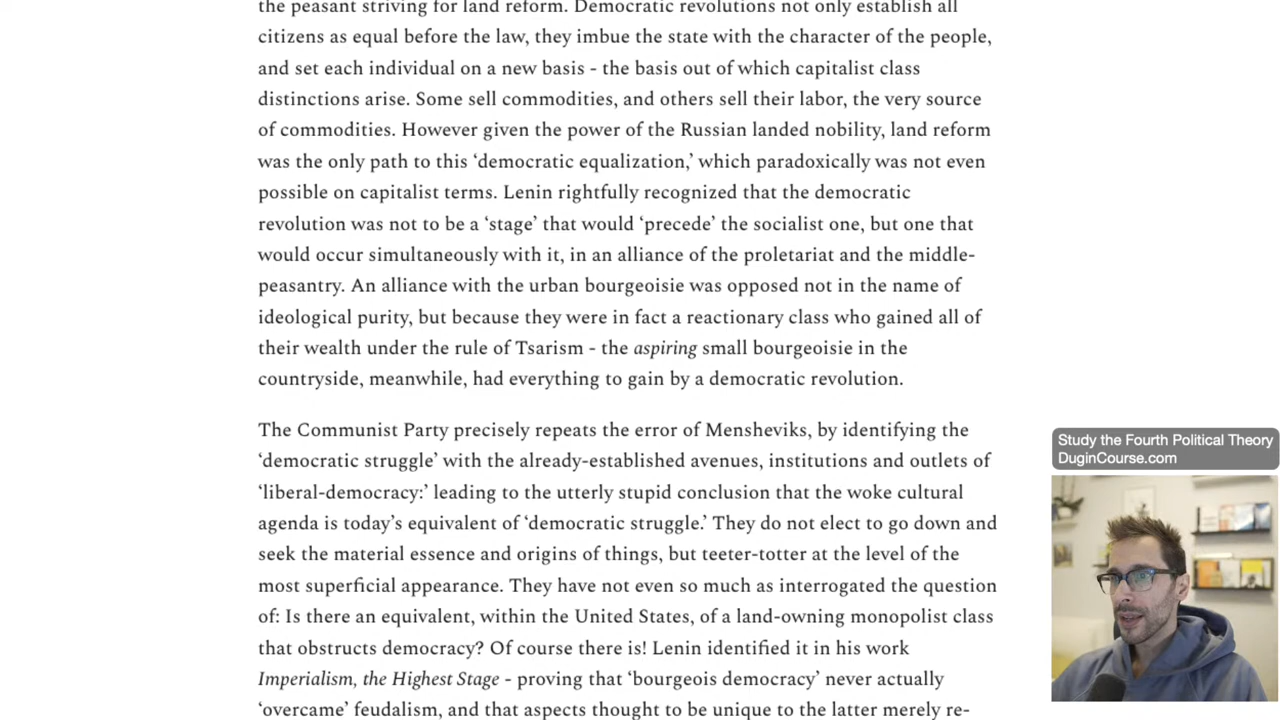 the peasant striving for land reform. Democratic revolutions not only establish all
citizens as equal before the law, they imbue the state with the character of the people,
and set each individual on a new basis - the basis out of which capitalist class
distinctions arise. Some sell commodities, and others sell their labor, the very source
of commodities. However given the power of the Russian landed nobility, land reform
was the only path to this ‘democratic equalization,’ which paradoxically was not even
possible on capitalist terms. Lenin rightfully recognized that the democratic
revolution was not to be a ‘stage’ that would ‘precede’ the socialist one, but one that
would occur simultaneously with it, in an alliance of the proletariat and the middle-
peasantry. An alliance with the urban bourgeoisie was opposed not in the name of
ideological purity, but because they were in fact a reactionary class who gained all of
their wealth under the rule of Tsarism - the aspiring small bourgeoisie in the
countryside, meanwhile, had everything to gain by a democratic revolution.
The Communist Party precisely repeats the error of Mensheviks, by identifying the
‘democratic struggle’ with the already-established avenues, institutions and outlets of
‘liberal-democracy:’ leading to the utterly stupid conclusion that the woke cultural
agenda is today’s equivalent of ‘democratic struggle.’ They do not elect to go down and
seek the material essence and origins of things, but teeter-totter at the level of the
most superficial appearance. They have not even so much as interrogated the question
of: Is there an equivalent, within the United States, of a land-owning monopolist class
that obstructs democracy? Of course there is! Lenin identified it in his work
Imperialism, the Highest Stage - proving that ‘bourgeois democracy’ never actually
‘overcame’ feudalism, and that aspects thought to be unique to the latter merely re-
Study the Fourth Political Theory
DuginCourse.com